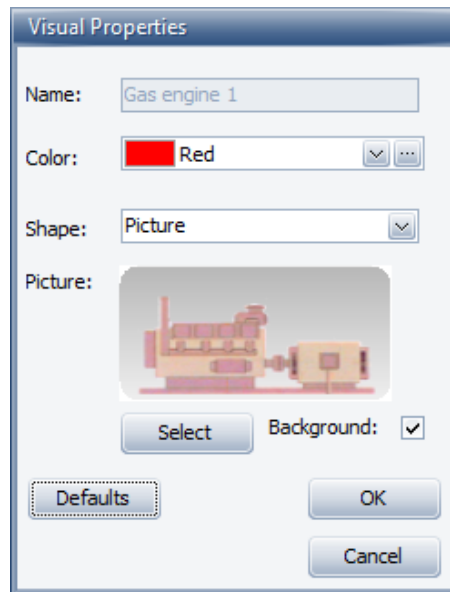 Visual Properties
Name: Gas engine 1
Color: Red
Shape: Picture
Picture:
Select Background:
Defaults OK
Cancel